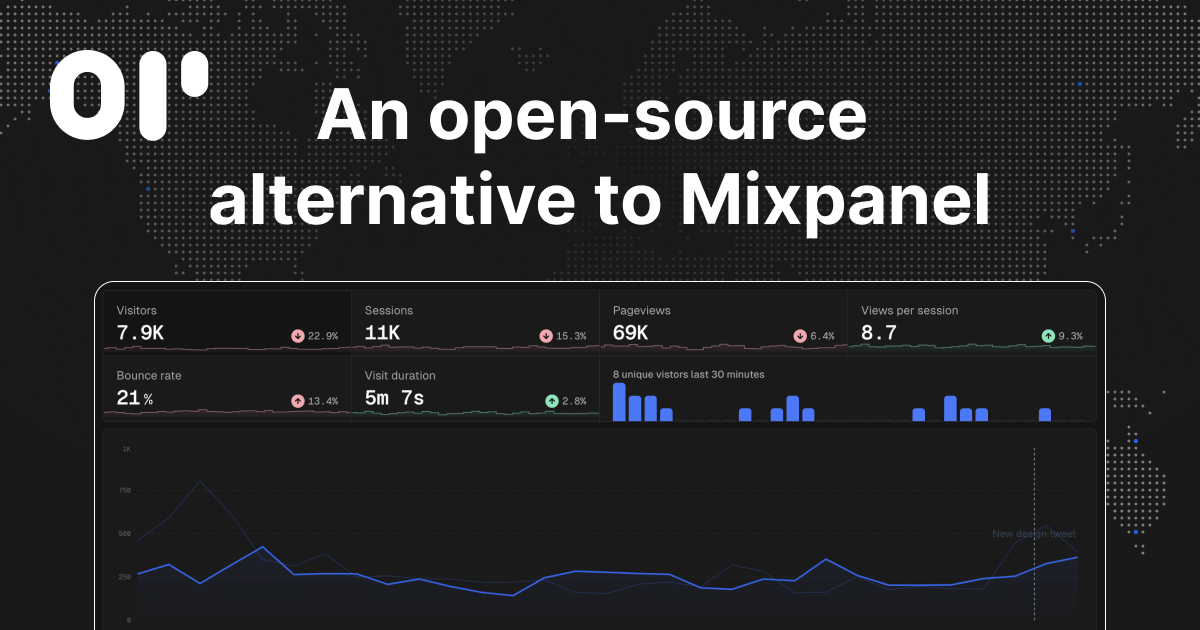 An open-source
alternative to Mixpanel
Visitors
7.9K
22.9%
Sessions
11K
15.3%
Pageviews
69K
6.4%
Views per session
8.7
9.3%
Bounce rate
21%
13.4%
Visit duration
5m 7s
2.8%
8 unique vistors last 30 minutes
1K
750
500
250
0
New design tweet